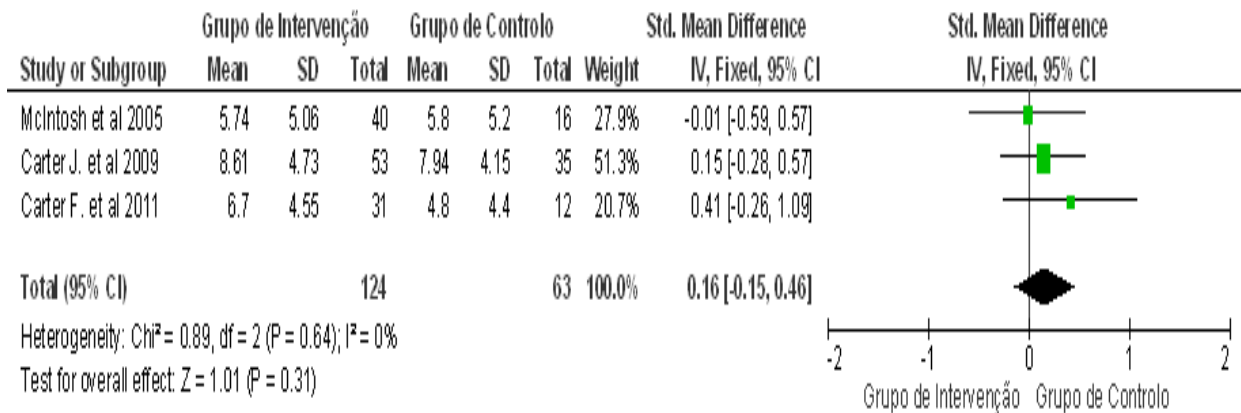 Grupo de Intervenção Grupo de Controlo Std. Mean Difference Std. Mean Difference
Study or Subgroup Mean SD Total Mean SD Total Weight IV, Fixed, 95% CI IV, Fixed, 95% CI
McIntosh et al 2005 5.74 5.06 40 5.8 5.2 16 27.9% -0.01 [-0.59, 0.57]
Carter J. et al 2009 8.61 4.73 53 7.94 4.15 35 51.3% 0.15 [-0.28, 0.57]
Carter F. et al 2011 6.7 4.55 31 4.8 4.4 12 20.7% 0.41 [-0.26, 1.09]
Total (95% CI) 124 63 100.0% 0.16 [-0.15, 0.46]
Heterogeneity: Chi² = 0.89, df = 2 (P = 0.64); I² = 0%
Test for overall effect: Z = 1.01 (P = 0.31)
-2 -1 0 1 2
Grupo de Intervenção Grupo de Controlo